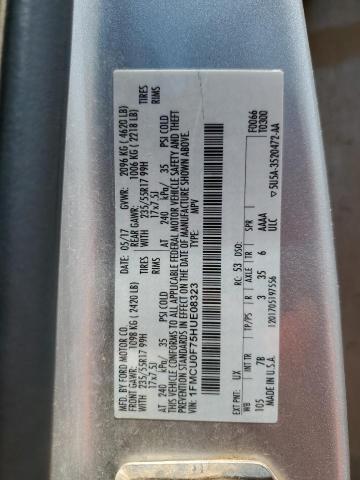 MFD. BY FORD MOTOR CO.
DATE: 05/17 GVWR: 2096 KG ( 4620 LB)
FRONT GAWR: 1098 KG ( 2420 LB) REAR GAWR: 1006 KG ( 2218 LB)
WITH 235/55R17 99H TIRES WITH 235/55R17 99H TIRES
17x7.5J RIMS 17x7.5J RIMS
AT 240 kPa/ 35 PSI COLD AT 240 kPa/ 35 PSI COLD
THIS VEHICLE CONFORMS TO ALL APPLICABLE FEDERAL MOTOR VEHICLE SAFETY AND THEFT
PREVENTION STANDARDS IN EFFECT ON THE DATE OF MANUFACTURE SHOWN ABOVE.
VIN: 1FMCU0F75HUE08323
TYPE: MPV
F0066
T0300
EXT PNT: UX RC: 53 DSO:
WB INT TR TP/PS R AXLE TR SPR
105 7B 3 35 6 AAAA
ULC
1201705197556
MADE IN U.S.A.
5U5A-3520472-AA